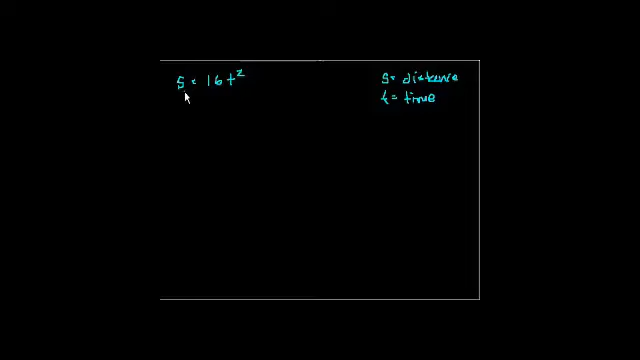 s = 16t²
s = distance
t = time